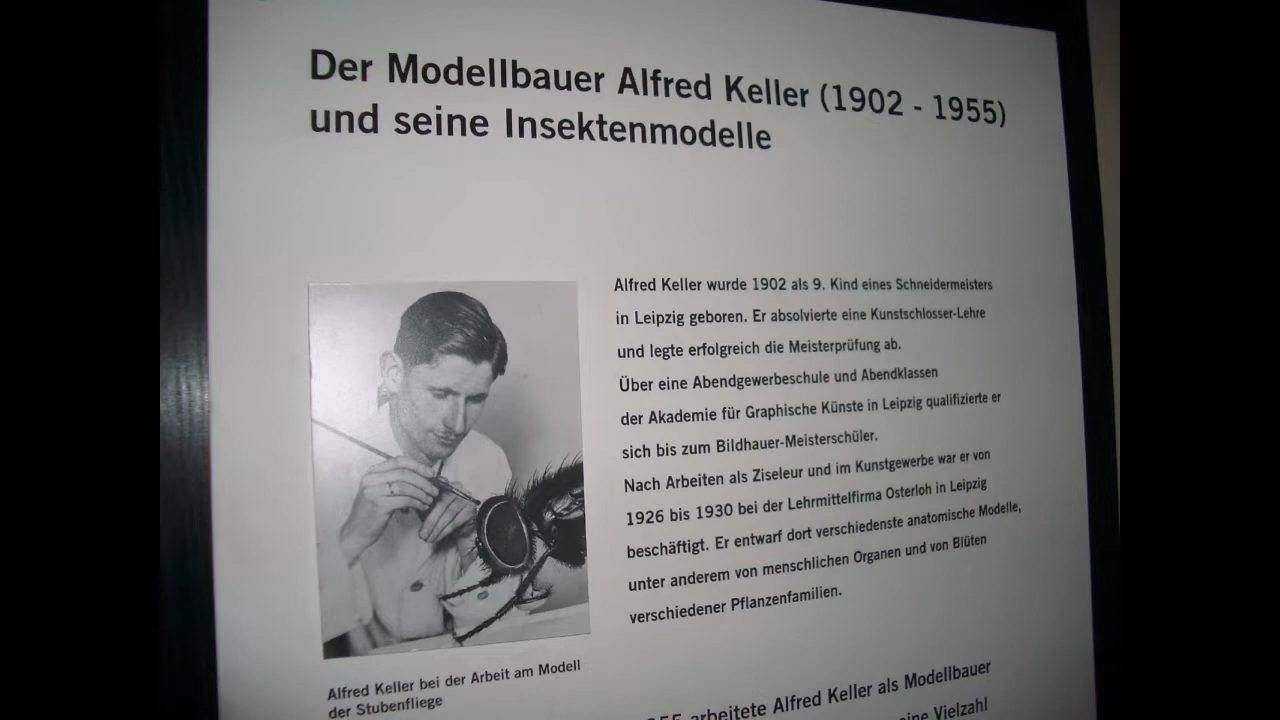 Der Modellbauer Alfred Keller (1902 - 1955)
und seine Insektenmodelle
Alfred Keller wurde 1902 als 9. Kind eines Schneidermeisters
in Leipzig geboren. Er absolvierte eine Kunstschlosser-Lehre
und legte erfolgreich die Meisterprüfung ab.
Über eine Abendgewerbeschule und Abendklassen
der Akademie für Graphische Künste in Leipzig qualifizierte er
sich bis zum Bildhauer-Meisterschüler.
Nach Arbeiten als Ziseleur und im Kunstgewerbe war er von
1926 bis 1930 bei der Lehrmittelfirma Osterloh in Leipzig
beschäftigt. Er entwarf dort verschiedenste anatomische Modelle,
unter anderem von menschlichen Organen und von Blüten
verschiedener Pflanzenfamilien.
Alfred Keller bei der Arbeit am Modell
der Stubenfliege
arbeitete Alfred Keller als Modellbauer
eine Vielzahl